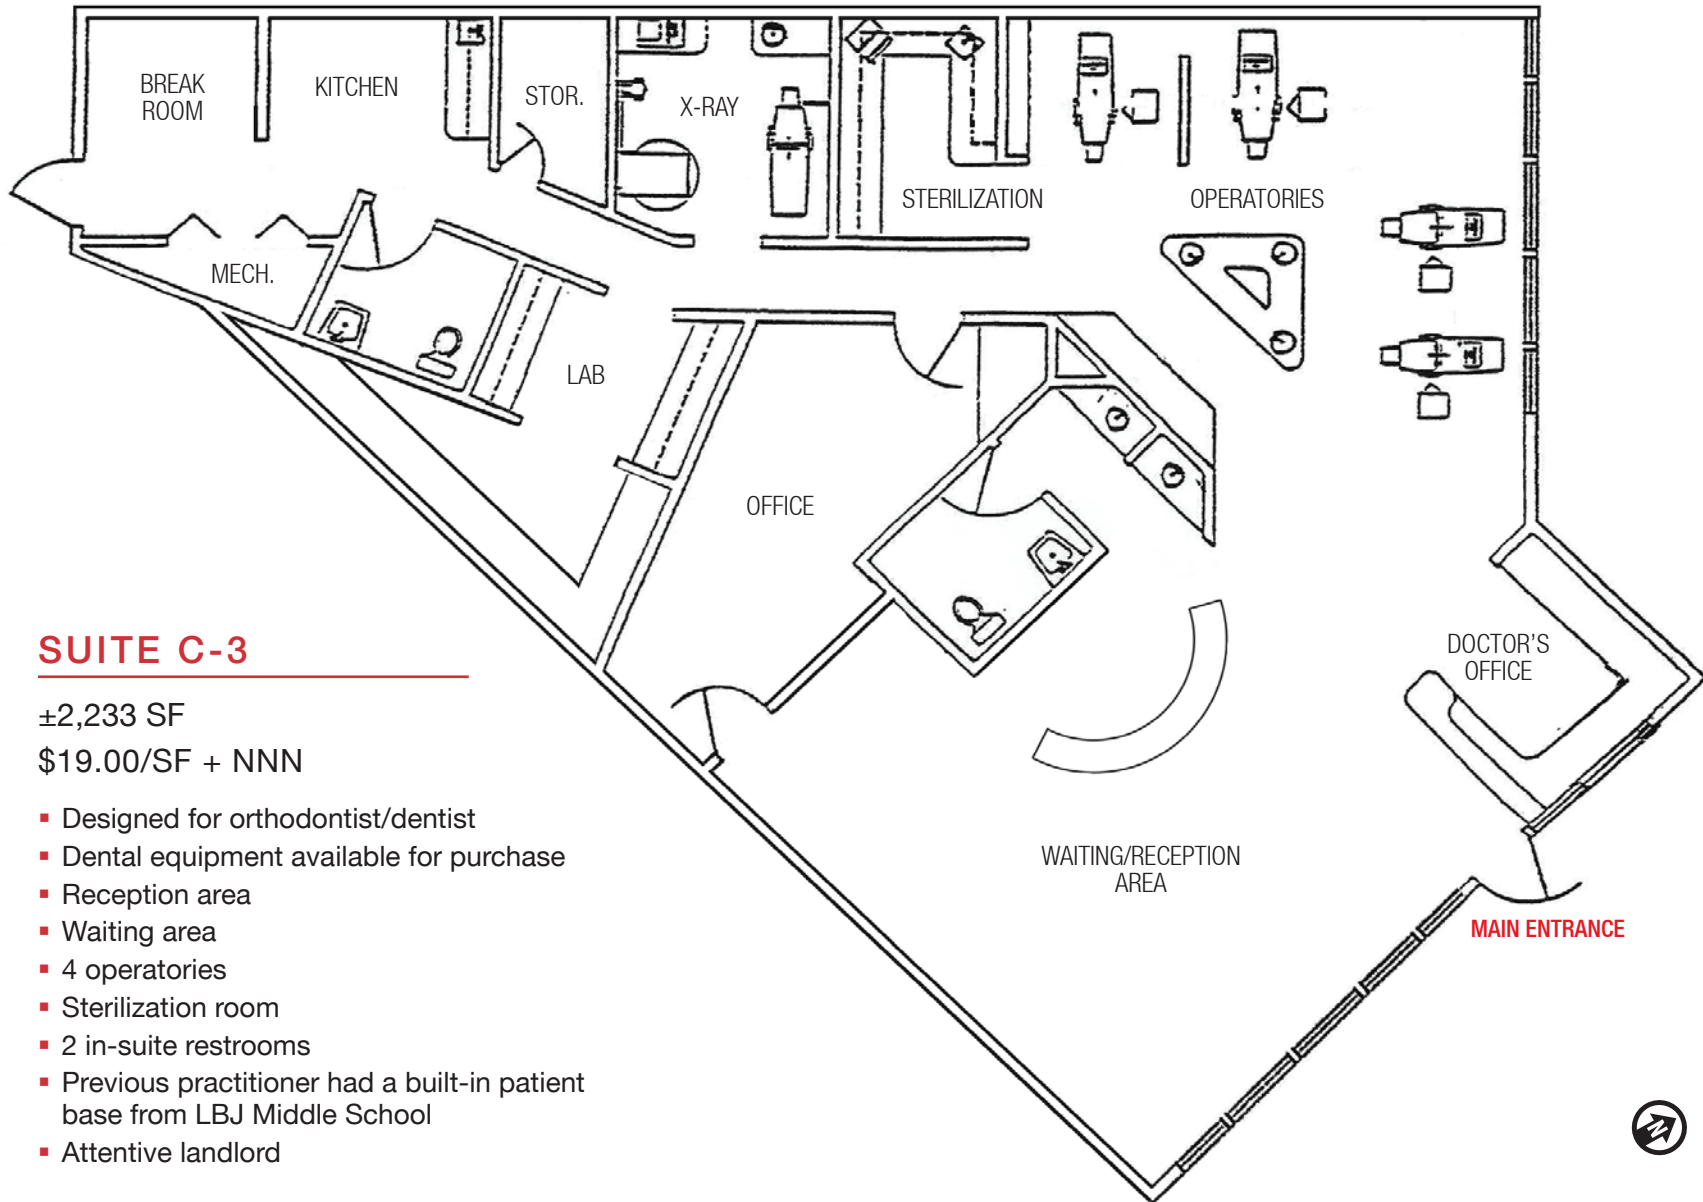 BREAK
ROOM
KITCHEN
STOR.
X-RAY
STERILIZATION
OPERATORIES
MECH.
LAB
OFFICE
DOCTOR'S
OFFICE
WAITING/RECEPTION
AREA
MAIN ENTRANCE
SUITE C-3
±2,233 SF
$19.00/SF + NNN
▪ Designed for orthodontist/dentist
▪ Dental equipment available for purchase
▪ Reception area
▪ Waiting area
▪ 4 operatories
▪ Sterilization room
▪ 2 in-suite restrooms
▪ Previous practitioner had a built-in patient
base from LBJ Middle School
▪ Attentive landlord
N